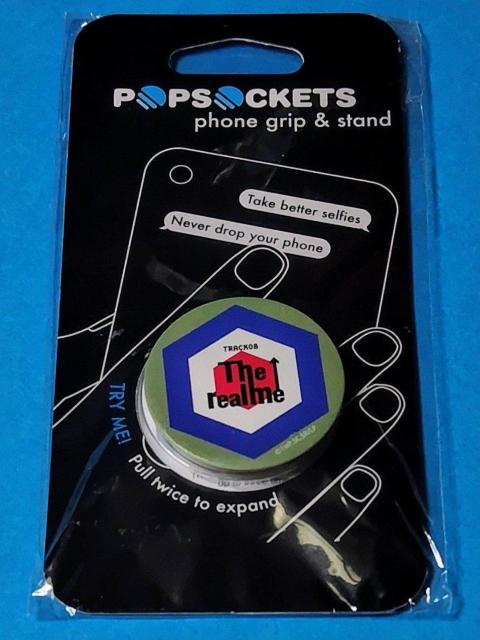 POPSOCKETS
phone grip & stand
Take better selfies
Never drop your phone
TRACK08
The
realme
TRY ME!
Pull twice to expand